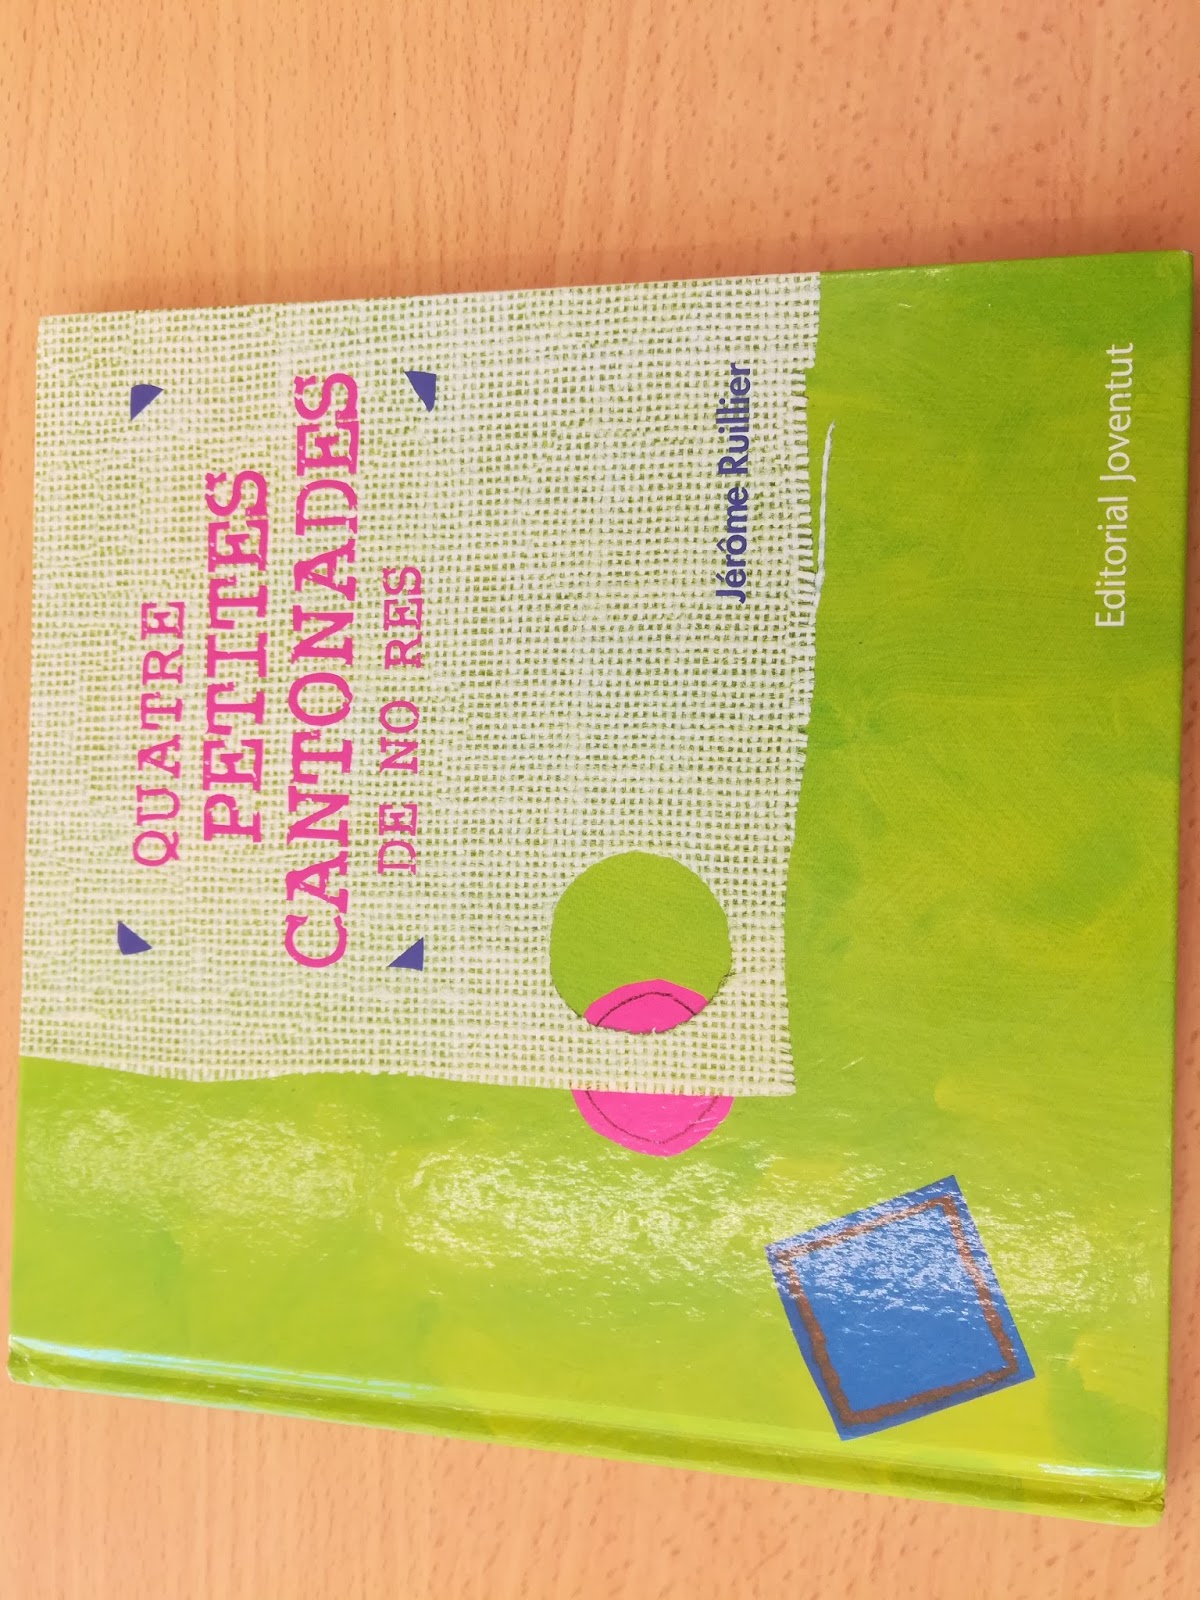 QUATRE
PETITES
CANTONADES
DE NO RES
Jérôme Ruillier
Editorial Joventut